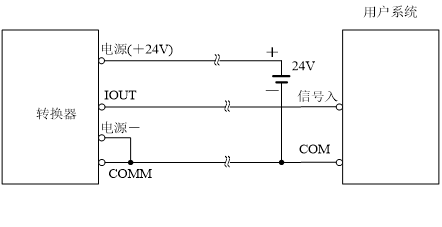 用户系统
电源(＋24V)
+
24V
—
IOUT
信号入
转换器
电源－
COM
COMM